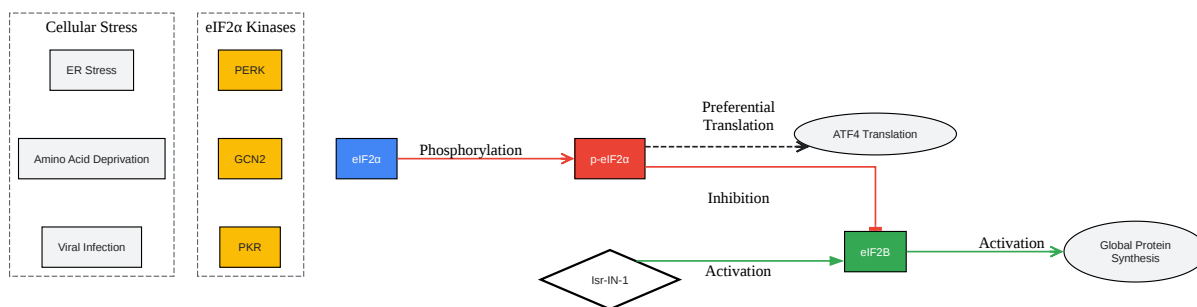 Cellular Stress
ER Stress
Amino Acid Deprivation
Viral Infection
eIF2α Kinases
PERK
GCN2
PKR
eIF2α
Phosphorylation
p-eIF2α
Preferential
Translation
ATF4 Translation
Inhibition
Isr-IN-1
Activation
eIF2B
Activation
Global Protein
Synthesis